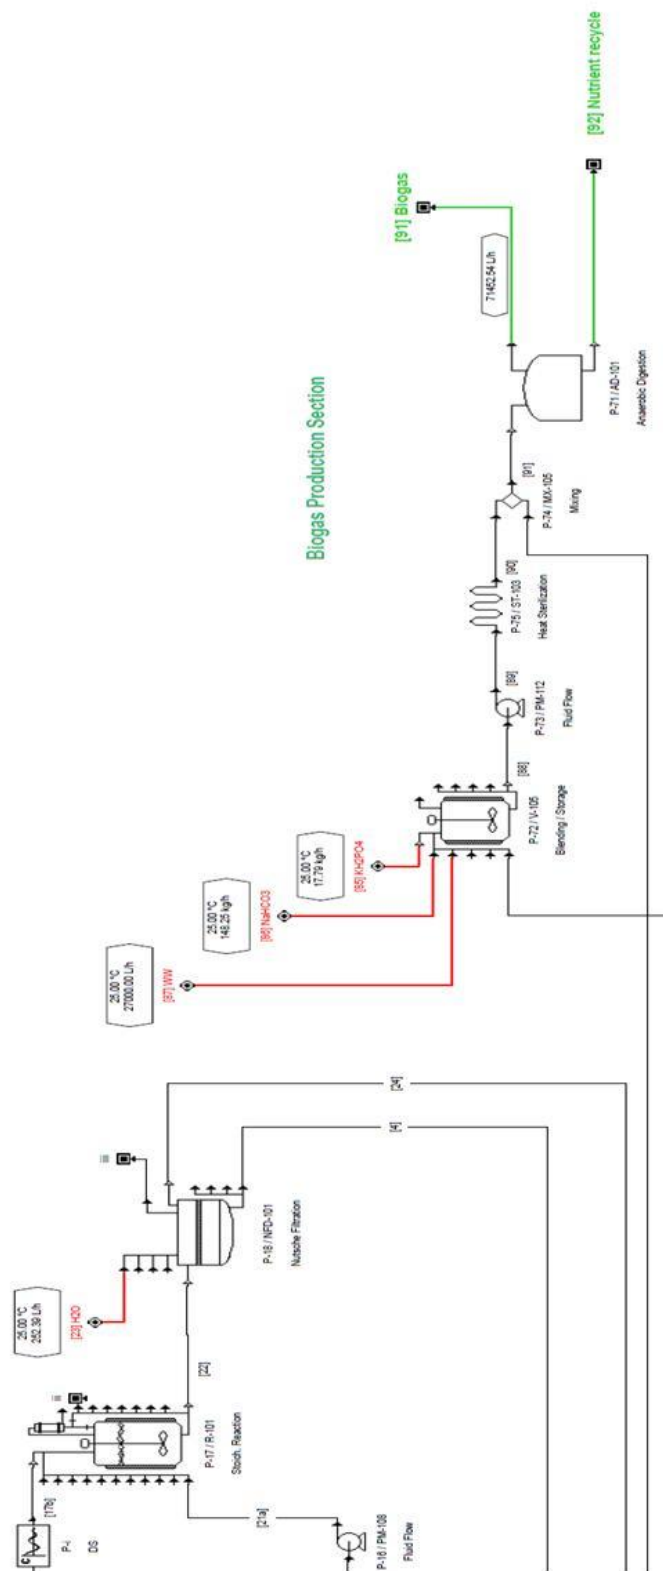 [92] Nutrient recycle
[91] Biogas
71452.54 L/h
P-71 / AD-101
Anaerobic Digestion
Biogas Production Section
[91]
P-74 / MX-105
Mixing
[90]
P-75 / ST-103
Heat Sterilization
[89]
P-73 / PM-112
Fluid Flow
[88]
P-72 / V-105
Blending / Storage
25.00 °C
17.79 kg/h
[85] KH2PO4
25.00 °C
148.25 kg/h
[86] NaHCO3
25.00 °C
27000.00 L/h
[87] WW
[24]
[4]
iii
P-18 / NFD-101
Nutsche Filtration
25.00 °C
252.39 L/h
[23] H2O
[22]
ii
P-17 / R-101
Stoich. Reaction
[17b]
[21a]
C
P-i
DS
P-16 / PM-108
Fluid Flow